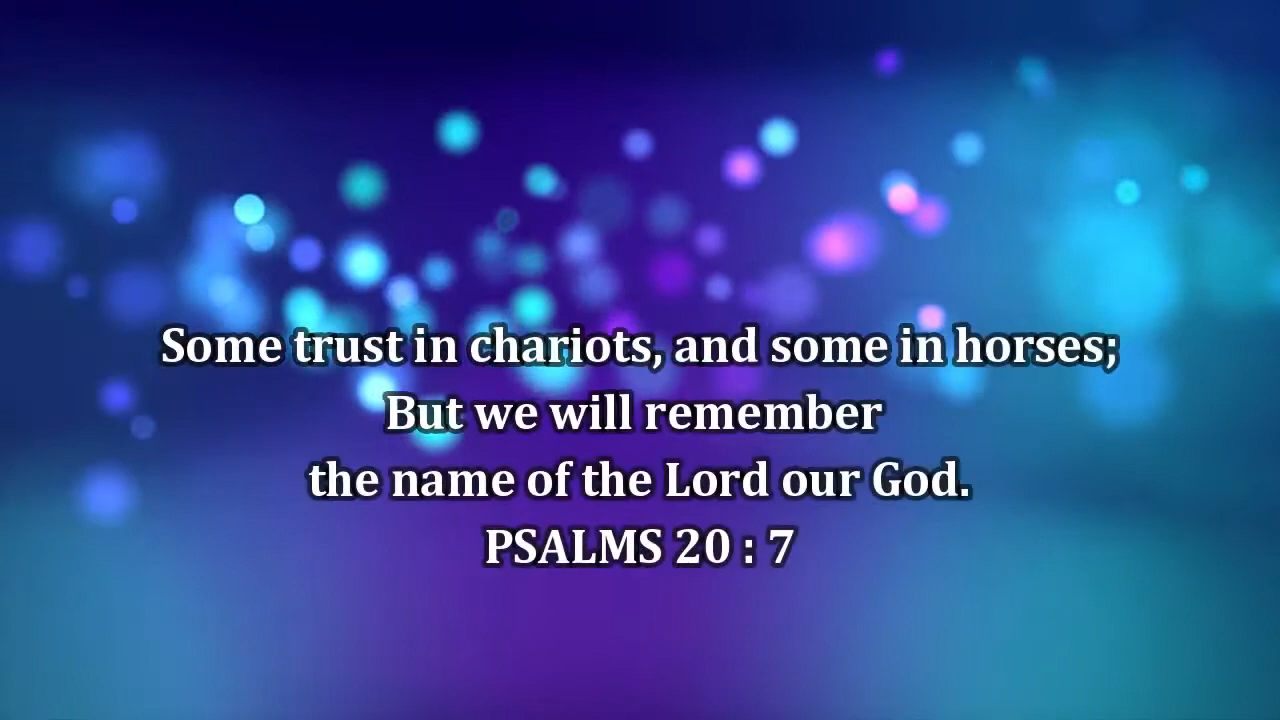 Some trust in chariots, and some in horses;
But we will remember
the name of the Lord our God.
PSALMS 20 : 7